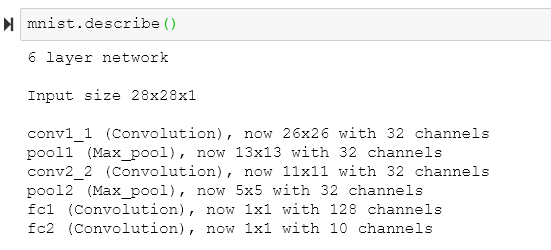 mnist.describe()
6 layer network
Input size 28x28x1
conv1_1 (Convolution), now 26x26 with 32 channels
pool1 (Max_pool), now 13x13 with 32 channels
conv2_2 (Convolution), now 11x11 with 32 channels
pool2 (Max_pool), now 5x5 with 32 channels
fc1 (Convolution), now 1x1 with 128 channels
fc2 (Convolution), now 1x1 with 10 channels